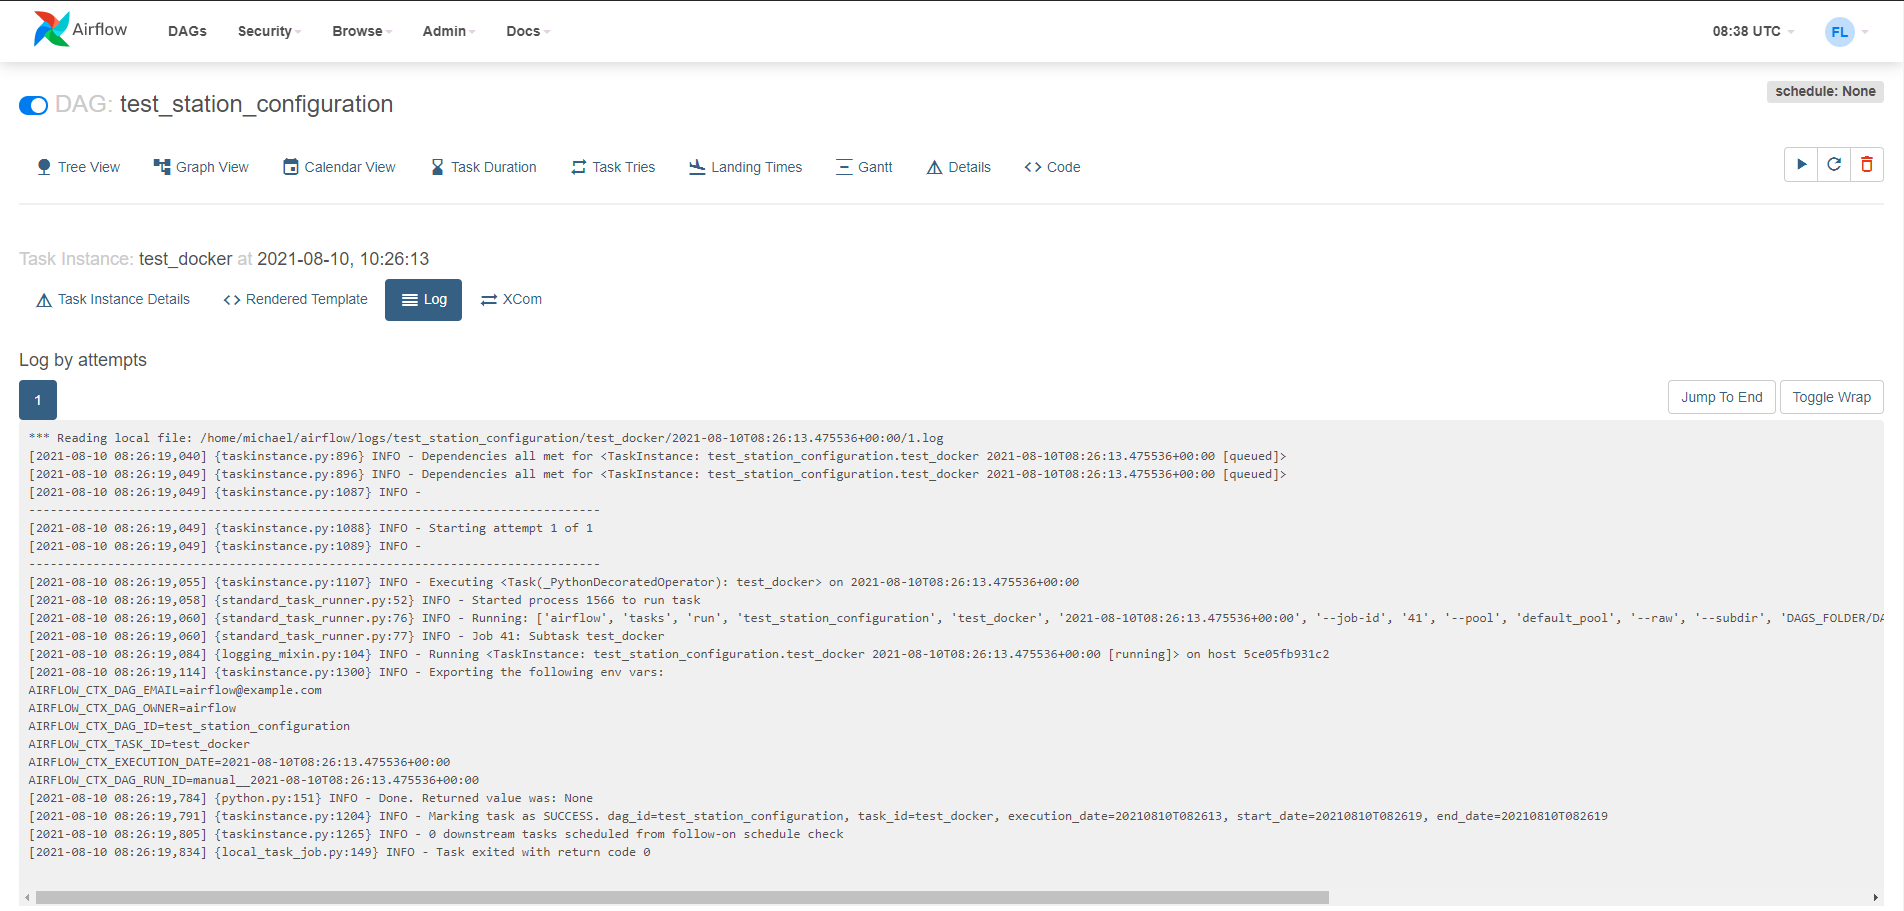 Airflow DAGs Security Browse Admin Docs 08:38 UTC FL
DAG: test_station_configuration schedule: None
Tree View Graph View Calendar View Task Duration Task Tries Landing Times Gantt Details <> Code
Task Instance: test_docker at 2021-08-10, 10:26:13
Task Instance Details <> Rendered Template Log XCom
Log by attempts
1 Jump To End Toggle Wrap
*** Reading local file: /home/michael/airflow/logs/test_station_configuration/test_docker/2021-08-10T08:26:13.475536+00:00/1.log
[2021-08-10 08:26:19,040] {taskinstance.py:896} INFO - Dependencies all met for <TaskInstance: test_station_configuration.test_docker 2021-08-10T08:26:13.475536+00:00 [queued]>
[2021-08-10 08:26:19,049] {taskinstance.py:896} INFO - Dependencies all met for <TaskInstance: test_station_configuration.test_docker 2021-08-10T08:26:13.475536+00:00 [queued]>
[2021-08-10 08:26:19,049] {taskinstance.py:1087} INFO -
--------------------------------------------------------------------------------
[2021-08-10 08:26:19,049] {taskinstance.py:1088} INFO - Starting attempt 1 of 1
[2021-08-10 08:26:19,049] {taskinstance.py:1089} INFO -
--------------------------------------------------------------------------------
[2021-08-10 08:26:19,055] {taskinstance.py:1107} INFO - Executing <Task(_PythonDecoratedOperator): test_docker> on 2021-08-10T08:26:13.475536+00:00
[2021-08-10 08:26:19,058] {standard_task_runner.py:52} INFO - Started process 1566 to run task
[2021-08-10 08:26:19,060] {standard_task_runner.py:76} INFO - Running: ['airflow', 'tasks', 'run', 'test_station_configuration', 'test_docker', '2021-08-10T08:26:13.475536+00:00', '--job-id', '41', '--pool', 'default_pool', '--raw', '--subdir', 'DAGS_FOLDER/DA
[2021-08-10 08:26:19,060] {standard_task_runner.py:77} INFO - Job 41: Subtask test_docker
[2021-08-10 08:26:19,084] {logging_mixin.py:104} INFO - Running <TaskInstance: test_station_configuration.test_docker 2021-08-10T08:26:13.475536+00:00 [running]> on host 5ce05fb931c2
[2021-08-10 08:26:19,114] {taskinstance.py:1300} INFO - Exporting the following env vars:
AIRFLOW_CTX_DAG_EMAIL=airflow@example.com
AIRFLOW_CTX_DAG_OWNER=airflow
AIRFLOW_CTX_DAG_ID=test_station_configuration
AIRFLOW_CTX_TASK_ID=test_docker
AIRFLOW_CTX_EXECUTION_DATE=2021-08-10T08:26:13.475536+00:00
AIRFLOW_CTX_DAG_RUN_ID=manual__2021-08-10T08:26:13.475536+00:00
[2021-08-10 08:26:19,784] {python.py:151} INFO - Done. Returned value was: None
[2021-08-10 08:26:19,791] {taskinstance.py:1204} INFO - Marking task as SUCCESS. dag_id=test_station_configuration, task_id=test_docker, execution_date=20210810T082613, start_date=20210810T082619, end_date=20210810T082619
[2021-08-10 08:26:19,805] {taskinstance.py:1265} INFO - 0 downstream tasks scheduled from follow-on schedule check
[2021-08-10 08:26:19,834] {local_task_job.py:149} INFO - Task exited with return code 0